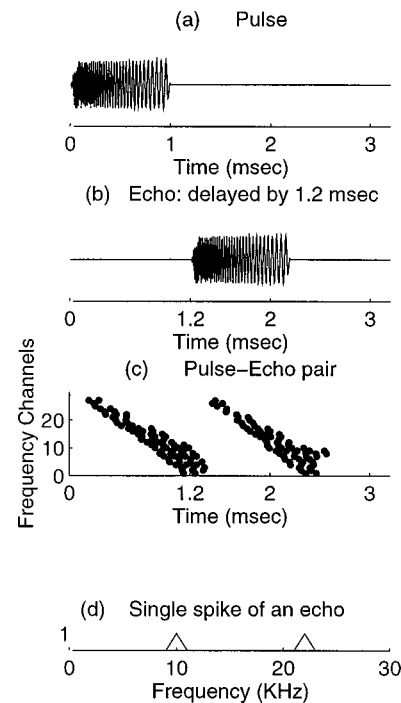 (a) Pulse
0 1 2 3
Time (msec)
(b) Echo: delayed by 1.2 msec
0 1.2 2 3
Time (msec)
(c) Pulse–Echo pair
Frequency Channels
20
10
0
0 1.2 2 3
Time (msec)
(d) Single spike of an echo
1
0 10 20 30
Frequency (KHz)